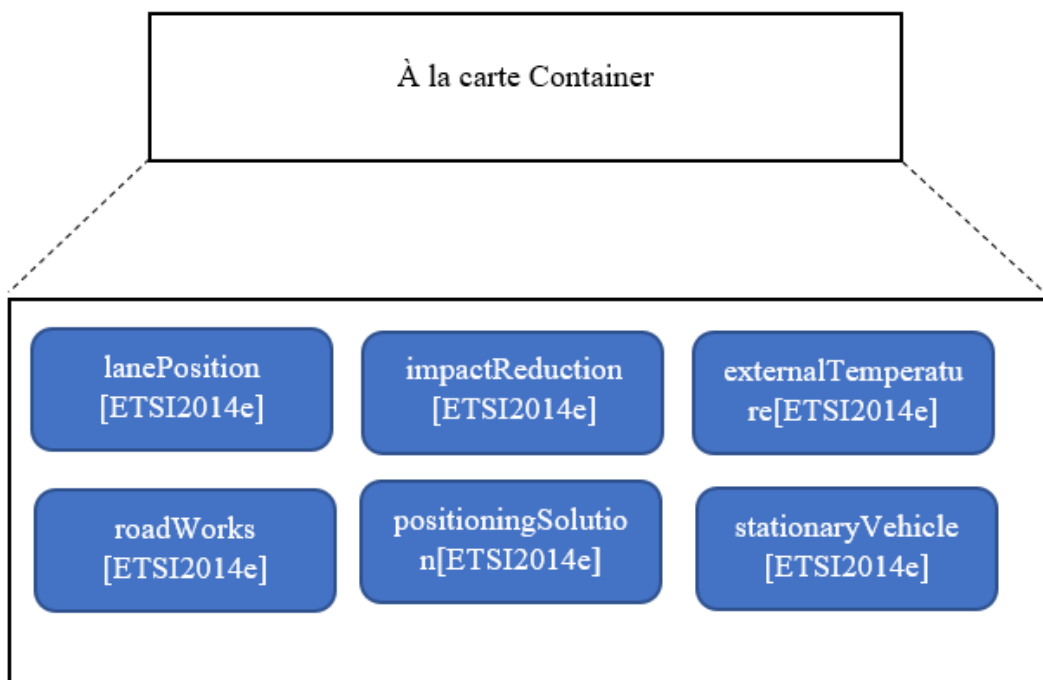 À la carte Container
lanePosition
[ETSI2014e]
impactReduction
[ETSI2014e]
externalTemperatu
re[ETSI2014e]
roadWorks
[ETSI2014e]
positioningSolutio
n[ETSI2014e]
stationaryVehicle
[ETSI2014e]